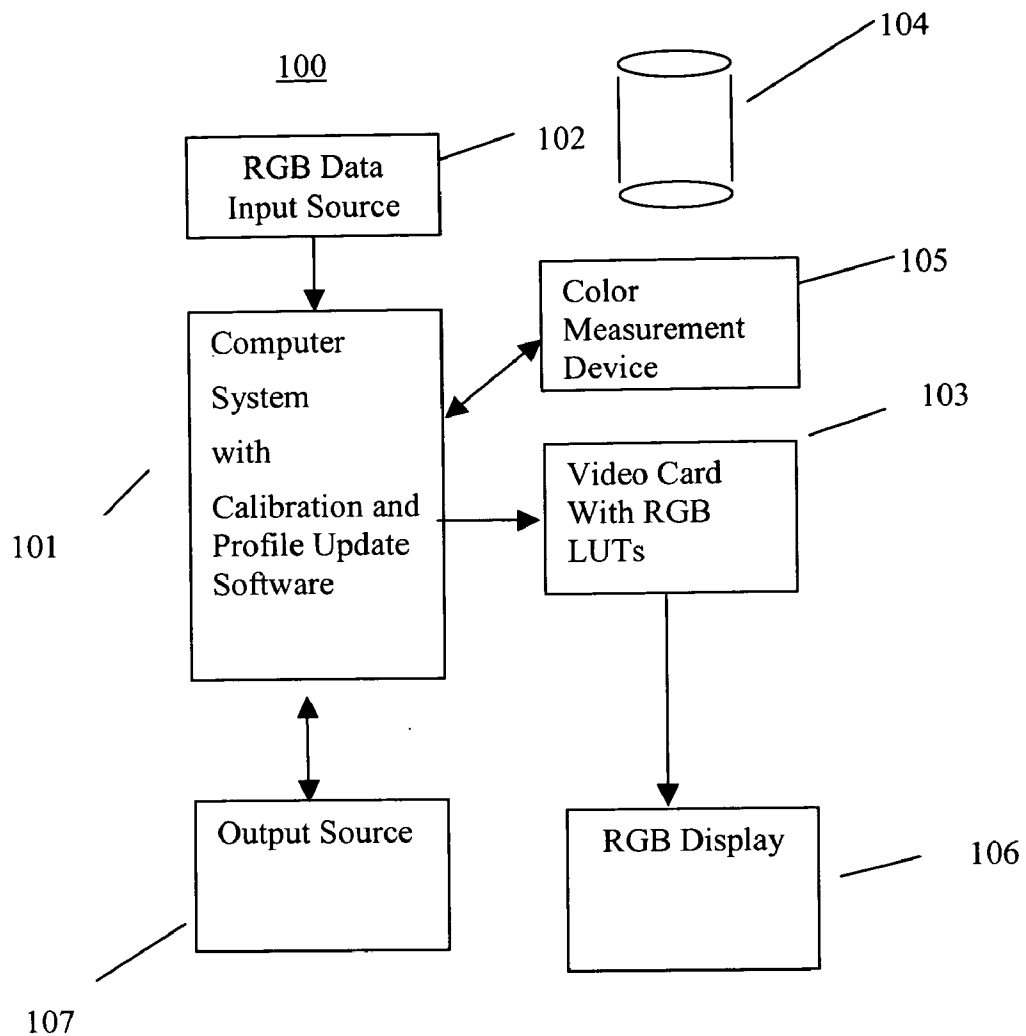 104
100
102
RGB Data
Input Source
105
Color
Measurement
Device
Computer
System
with
Calibration and
Profile Update
Software
103
Video Card
With RGB
LUTs
101
Output Source
RGB Display
106
107